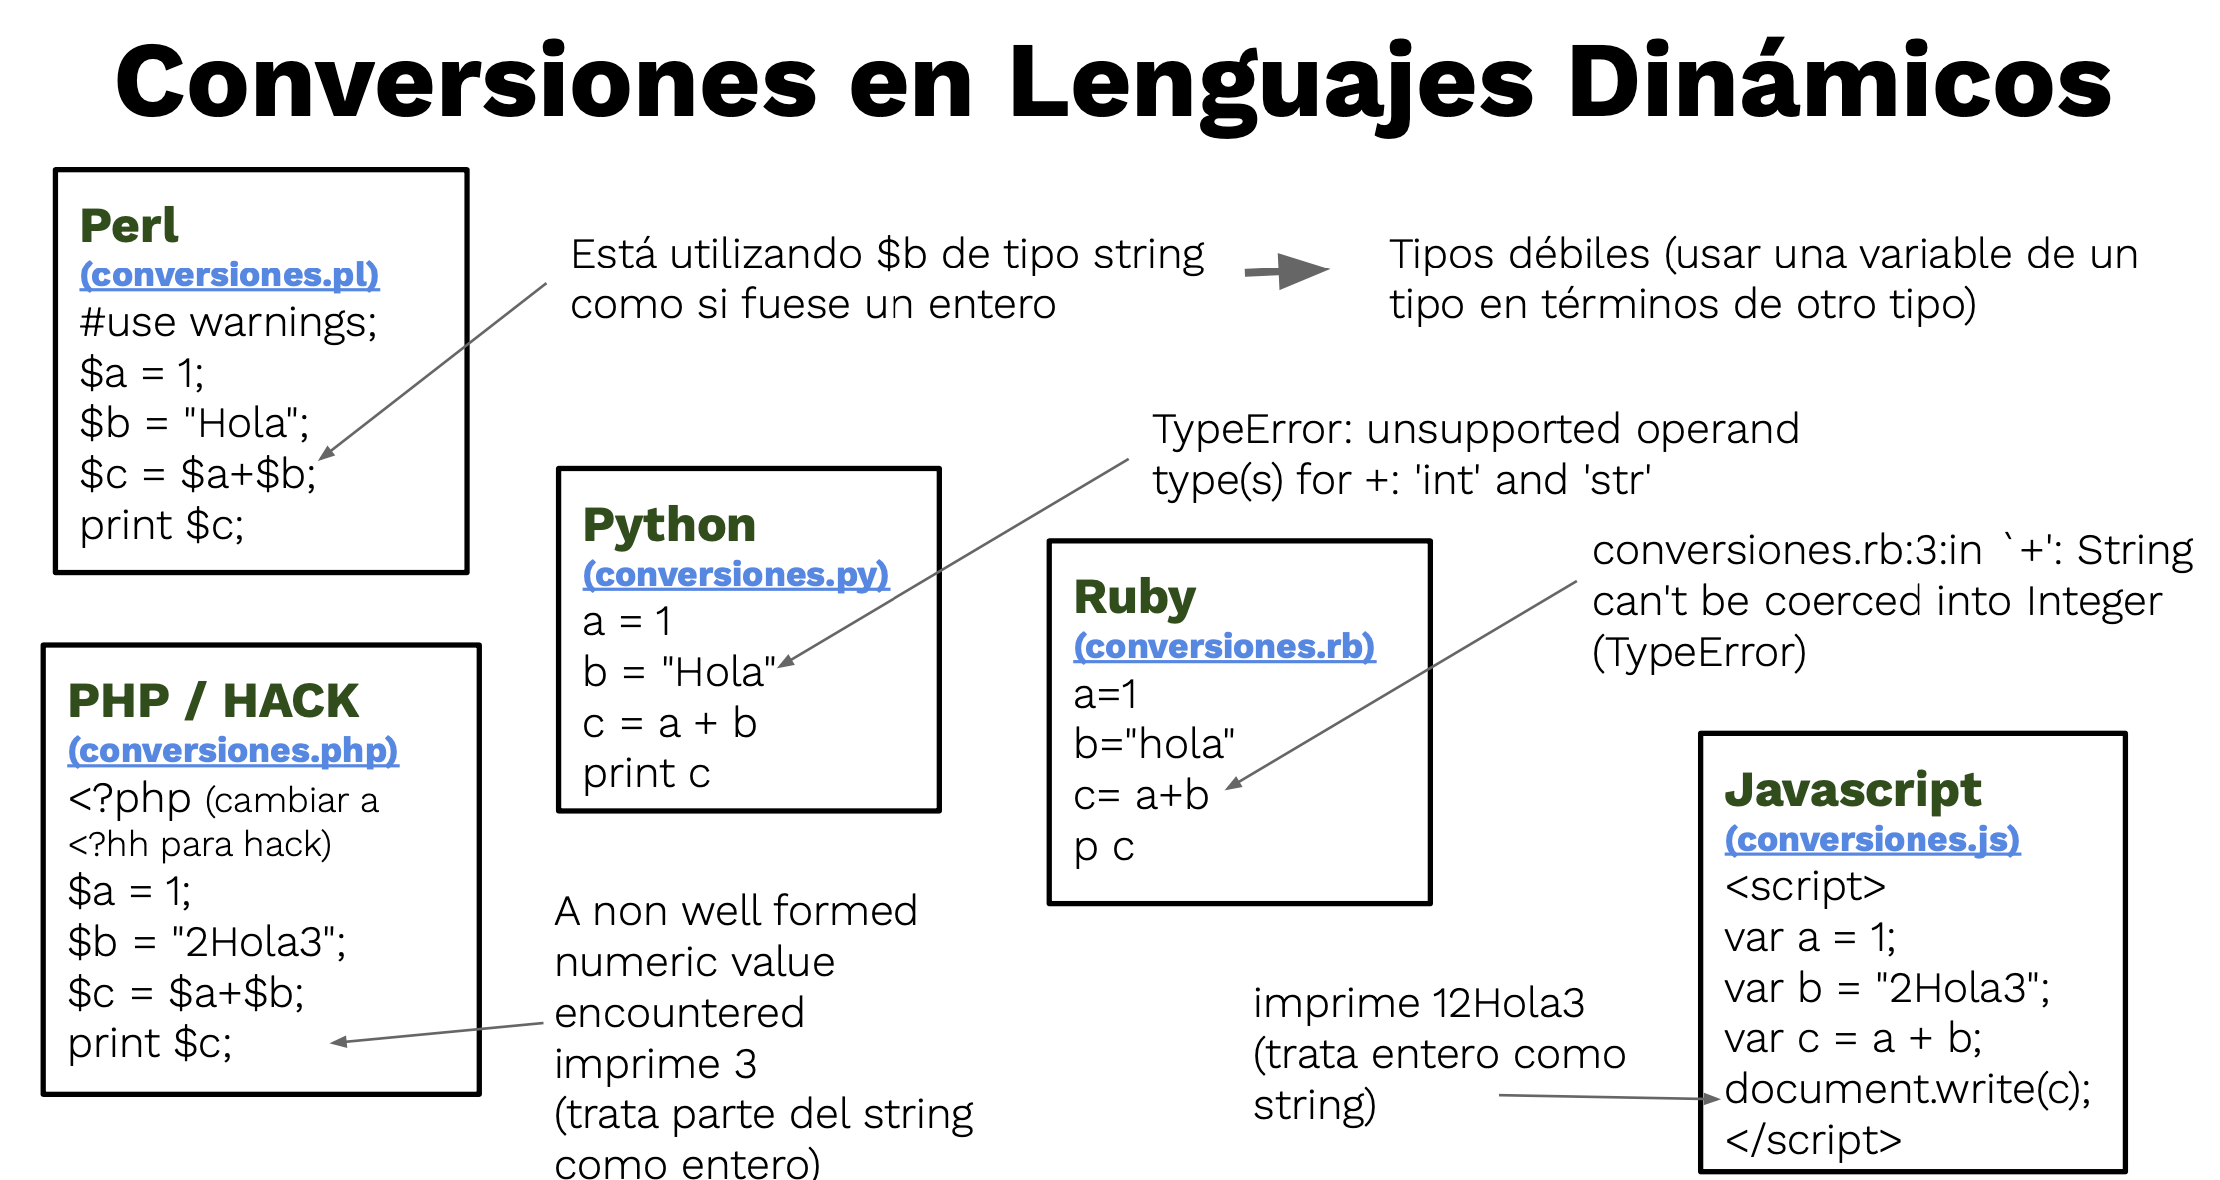 Conversiones en Lenguajes Dinámicos
Perl
(conversiones.pl)
#use warnings;
$a = 1;
$b = "Hola";
$c = $a+$b;
print $c;
Está utilizando $b de tipo string
como si fuese un entero
Tipos débiles (usar una variable de un
tipo en términos de otro tipo)
TypeError: unsupported operand
type(s) for +: 'int' and 'str'
Python
(conversiones.py)
a = 1
b = "Hola"
c = a + b
print c
conversiones.rb:3:in `+': String
can't be coerced into Integer
(TypeError)
Ruby
(conversiones.rb)
a=1
b="hola"
c= a+b
p c
PHP / HACK
(conversiones.php)
<?php (cambiar a
<?hh para hack)
$a = 1;
$b = "2Hola3";
$c = $a+$b;
print $c;
A non well formed
numeric value
encountered
imprime 3
(trata parte del string
como entero)
imprime 12Hola3
(trata entero como
string)
Javascript
(conversiones.js)
<script>
var a = 1;
var b = "2Hola3";
var c = a + b;
document.write(c);
</script>